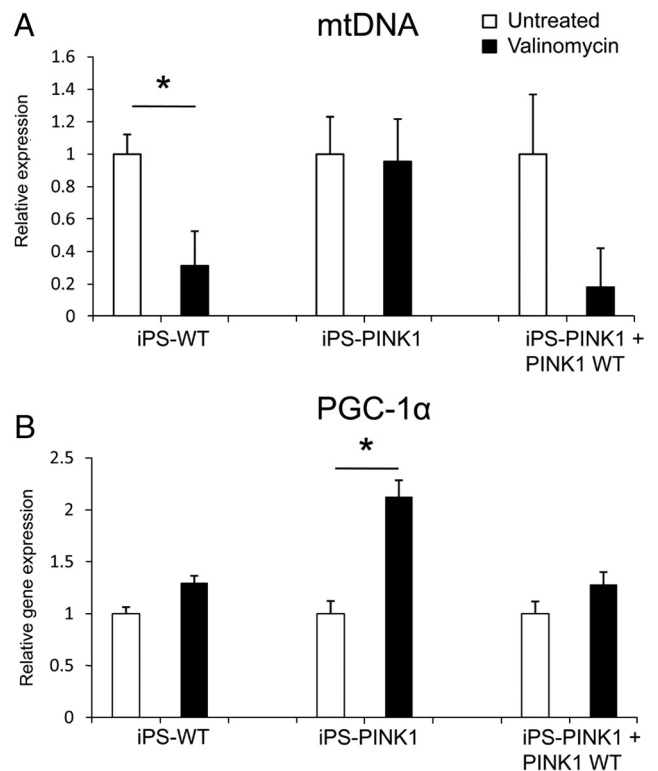 A
mtDNA
Untreated
Valinomycin
Relative expression
1.6
1.4
1.2
1
0.8
0.6
0.4
0.2
0
*
iPS-WT
iPS-PINK1
iPS-PINK1 +
PINK1 WT
B
PGC-1α
Relative gene expression
2.5
2
1.5
1
0.5
0
*
iPS-WT
iPS-PINK1
iPS-PINK1 +
PINK1 WT